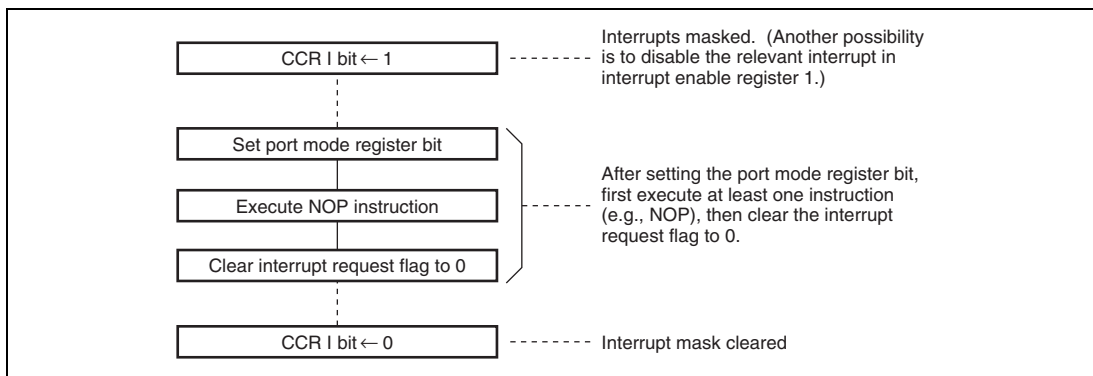 CCR I bit ← 1
Interrupts masked. (Another possibility
is to disable the relevant interrupt in
interrupt enable register 1.)
Set port mode register bit
Execute NOP instruction
Clear interrupt request flag to 0
After setting the port mode register bit,
first execute at least one instruction
(e.g., NOP), then clear the interrupt
request flag to 0.
CCR I bit ← 0
Interrupt mask cleared